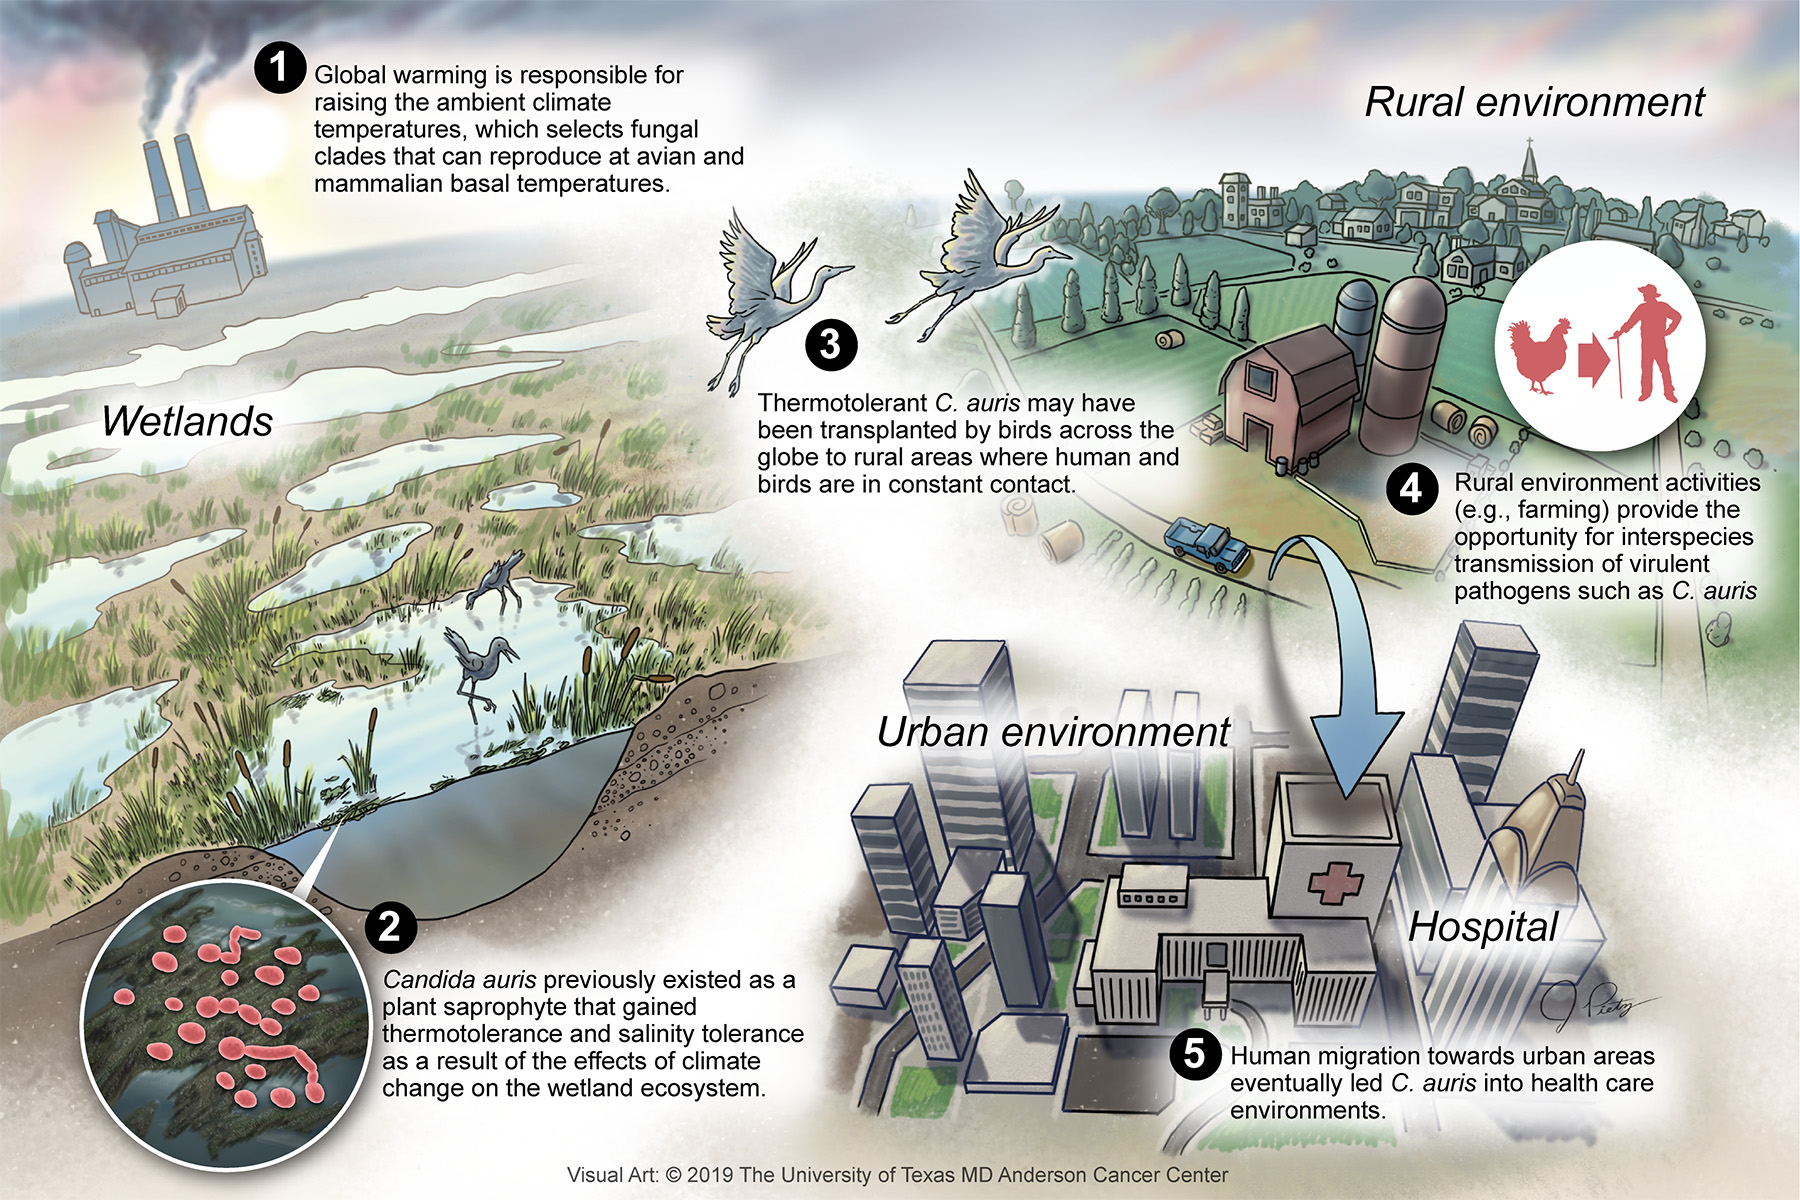 1
Global warming is responsible for
raising the ambient climate
temperatures, which selects fungal
clades that can reproduce at avian and
mammalian basal temperatures.
Rural environment
Wetlands
3
Thermotolerant C. auris may have
been transplanted by birds across the
globe to rural areas where human and
birds are in constant contact.
4
Rural environment activities
(e.g., farming) provide the
opportunity for interspecies
transmission of virulent
pathogens such as C. auris
Urban environment
Hospital
2
Candida auris previously existed as a
plant saprophyte that gained
thermotolerance and salinity tolerance
as a result of the effects of climate
change on the wetland ecosystem.
5
Human migration towards urban areas
eventually led C. auris into health care
environments.
Visual Art: © 2019 The University of Texas MD Anderson Cancer Center